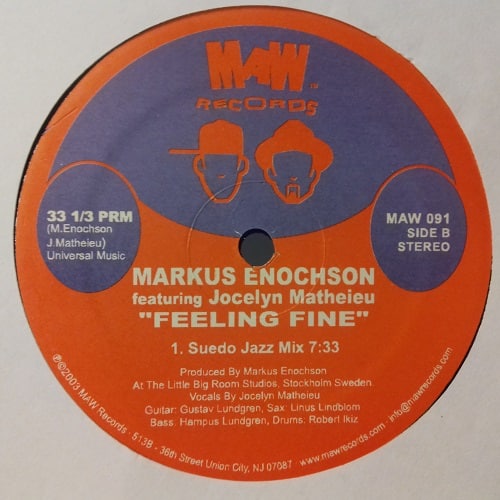 MAW
RECORDS
33 1/3 PRM
(M.Enochson
J.Matheieu)
Universal Music
MAW 091
SIDE B
STEREO
MARKUS ENOCHSON
featuring Jocelyn Matheieu
"FEELING FINE"
1. Suedo Jazz Mix 7:33
Produced By Markus Enochson
At The Little Big Room Studios, Stockholm Sweden.
Vocals By Jocelyn Matheieu
Guitar: Gustav Lundgren, Sax: Linus Lindblom
Bass: Hampus Lundgren, Drums: Robert Ikiz
℗©2003 MAW Records · 513B - 36th Street Union City, NJ 07087 · www.mawrecords.com · info@mawrecords.com